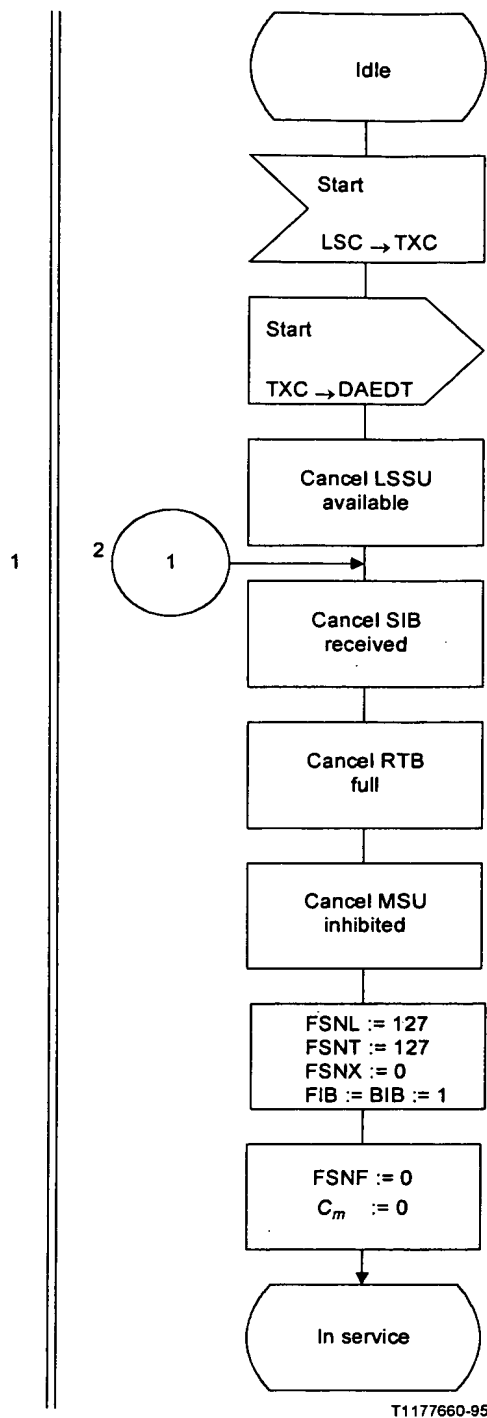 Idle
Start
LSC → TXC
Start
TXC → DAEDT
Cancel LSSU
available
1
2
1
Cancel SIB
received
Cancel RTB
full
Cancel MSU
inhibited
FSNL := 127
FSNT := 127
FSNX := 0
FIB := BIB := 1
FSNF := 0
Cm := 0
In service
T1177660-95